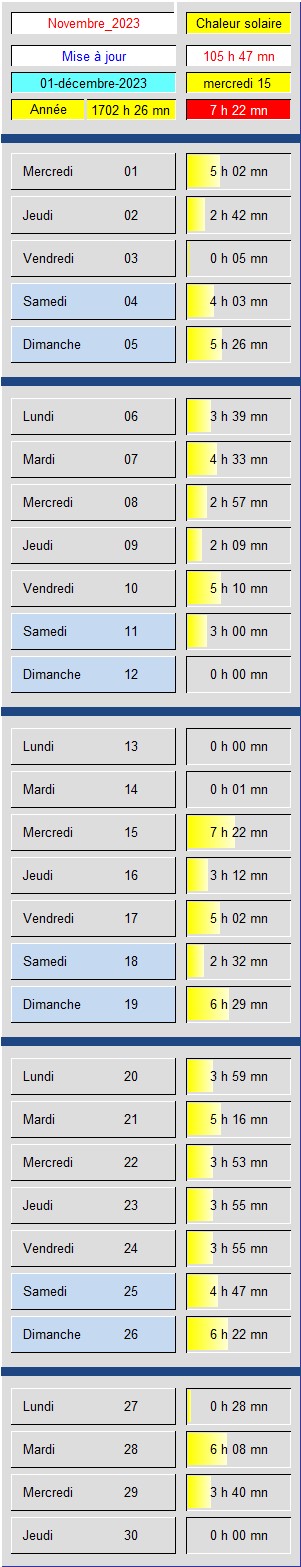 Novembre_2023 Chaleur solaire
Mise à jour 105 h 47 mn
01-décembre-2023 mercredi 15
Année 1702 h 26 mn 7 h 22 mn
Mercredi 01 5 h 02 mn
Jeudi 02 2 h 42 mn
Vendredi 03 0 h 05 mn
Samedi 04 4 h 03 mn
Dimanche 05 5 h 26 mn
Lundi 06 3 h 39 mn
Mardi 07 4 h 33 mn
Mercredi 08 2 h 57 mn
Jeudi 09 2 h 09 mn
Vendredi 10 5 h 10 mn
Samedi 11 3 h 00 mn
Dimanche 12 0 h 00 mn
Lundi 13 0 h 00 mn
Mardi 14 0 h 01 mn
Mercredi 15 7 h 22 mn
Jeudi 16 3 h 12 mn
Vendredi 17 5 h 02 mn
Samedi 18 2 h 32 mn
Dimanche 19 6 h 29 mn
Lundi 20 3 h 59 mn
Mardi 21 5 h 16 mn
Mercredi 22 3 h 53 mn
Jeudi 23 3 h 55 mn
Vendredi 24 3 h 55 mn
Samedi 25 4 h 47 mn
Dimanche 26 6 h 22 mn
Lundi 27 0 h 28 mn
Mardi 28 6 h 08 mn
Mercredi 29 3 h 40 mn
Jeudi 30 0 h 00 mn